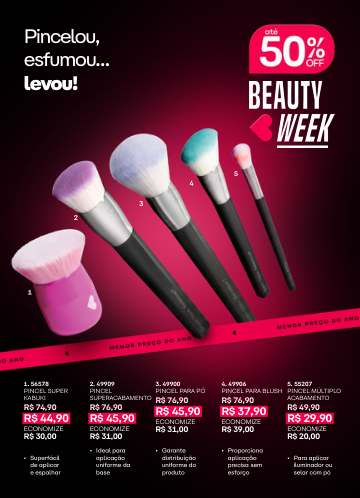 Pincelou,
esfumou...
levou!
até
50%
OFF
BEAUTY
WEEK
1
2
3
4
5
DO ANO
MENOR PREÇO DO ANO
1. 56578
PINCEL SUPER
KABUKI
R$ 74,90
R$ 44,90
ECONOMIZE
R$ 30,00
• Superfácil
de aplicar
e espalhar
2. 49909
PINCEL
SUPERACABAMENTO
R$ 76,90
R$ 45,90
ECONOMIZE
R$ 31,00
• Ideal para
aplicação
uniforme da
base
3. 49900
PINCEL PARA PÓ
R$ 76,90
R$ 45,90
ECONOMIZE
R$ 31,00
• Garante
distribuição
uniforme do
produto
4. 49906
PINCEL PARA BLUSH
R$ 76,90
R$ 37,90
ECONOMIZE
R$ 39,00
• Proporciona
aplicação
precisa sem
esforço
5. 55207
PINCEL MÚLTIPLO
ACABAMENTO
R$ 49,90
R$ 29,90
ECONOMIZE
R$ 20,00
• Para aplicar
iluminador ou
selar com pó